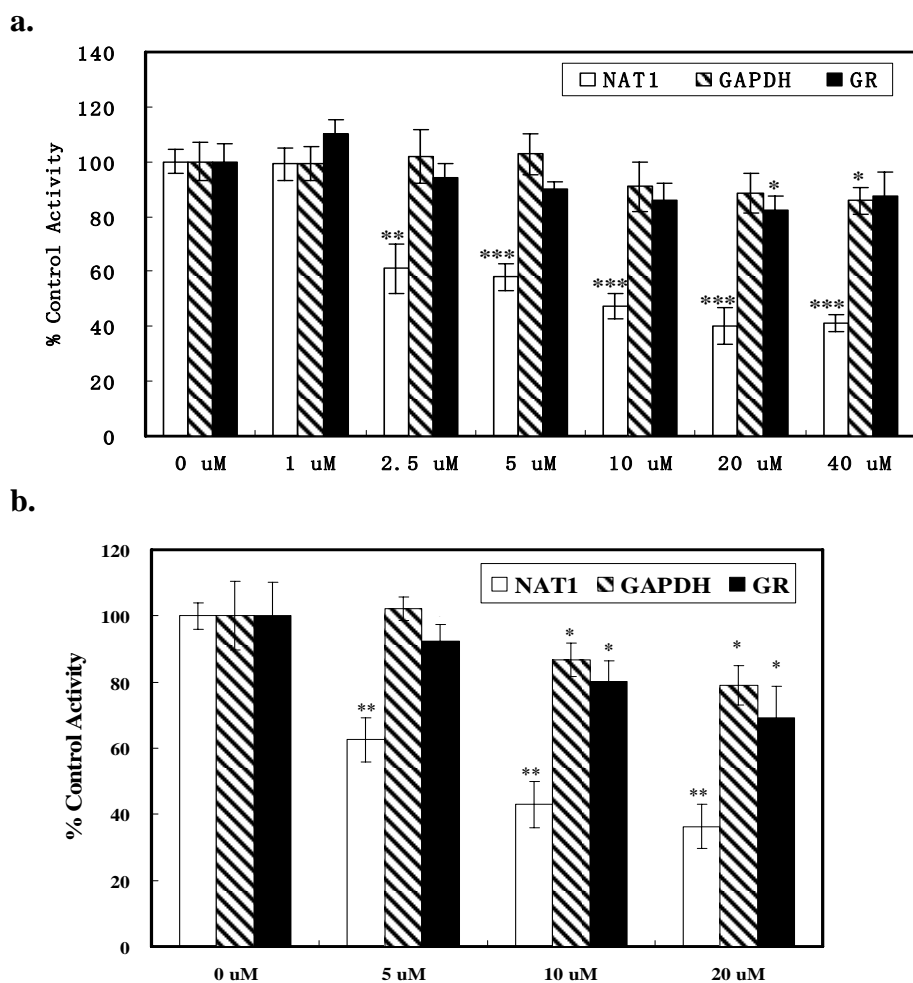 a.
140
120
100
80
60
40
20
0
% Control Activity
NAT1 GAPDH GR
** *** *** *** * *** *
0 uM 1 uM 2.5 uM 5 uM 10 uM 20 uM 40 uM
b.
120
100
80
60
40
20
0
% Control Activity
NAT1 GAPDH GR
** ** * * ** * *
0 uM 5 uM 10 uM 20 uM